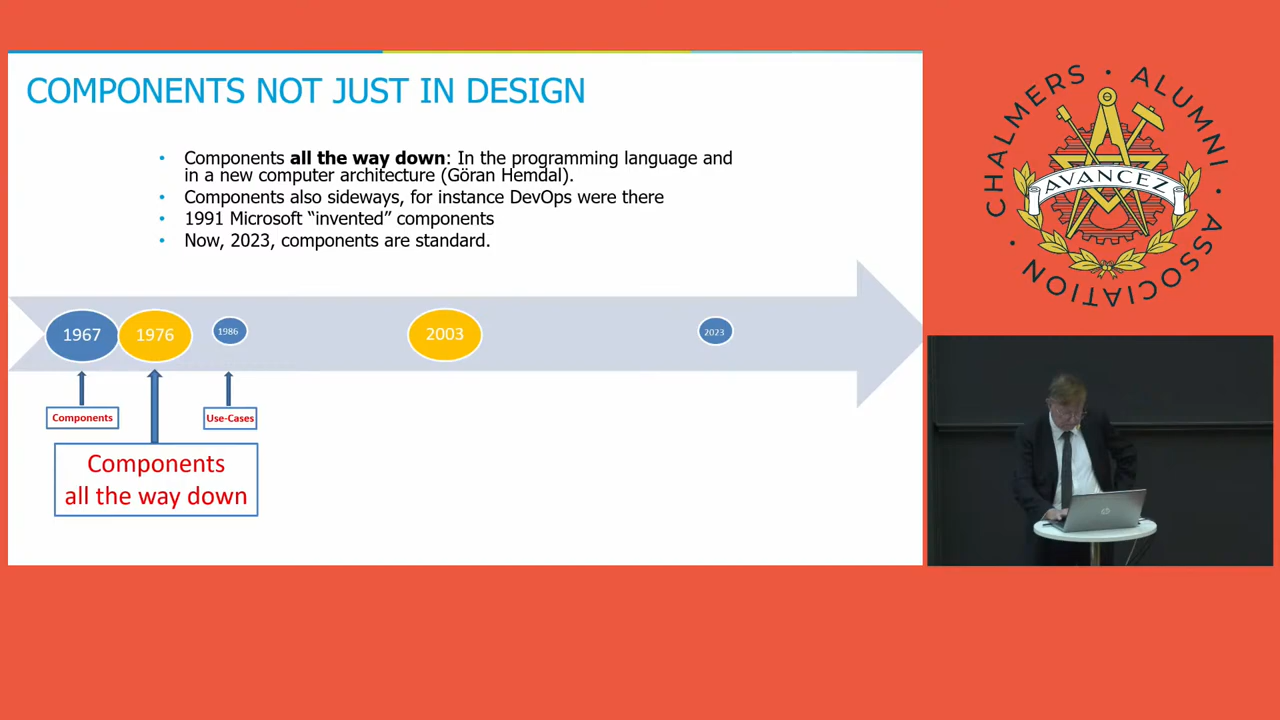 COMPONENTS NOT JUST IN DESIGN
• Components all the way down: In the programming language and
in a new computer architecture (Göran Hemdal).
• Components also sideways, for instance DevOps were there
• 1991 Microsoft “invented” components
• Now, 2023, components are standard.
1967
1976
1986
2003
2023
Components
Use-Cases
Components
all the way down
CHALMERS • ALUMNI • ASSOCIATION •
AVANCEZ